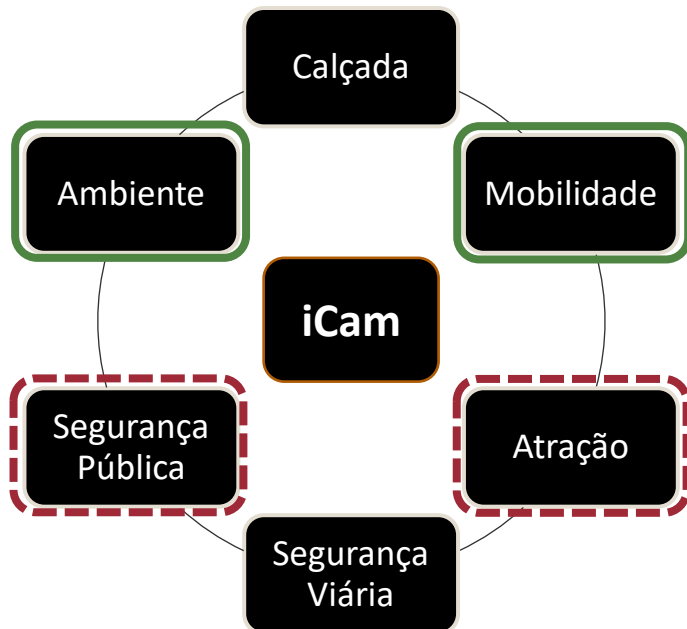 Calçada
Ambiente
Mobilidade
iCam
Segurança
Pública
Atração
Segurança
Viária